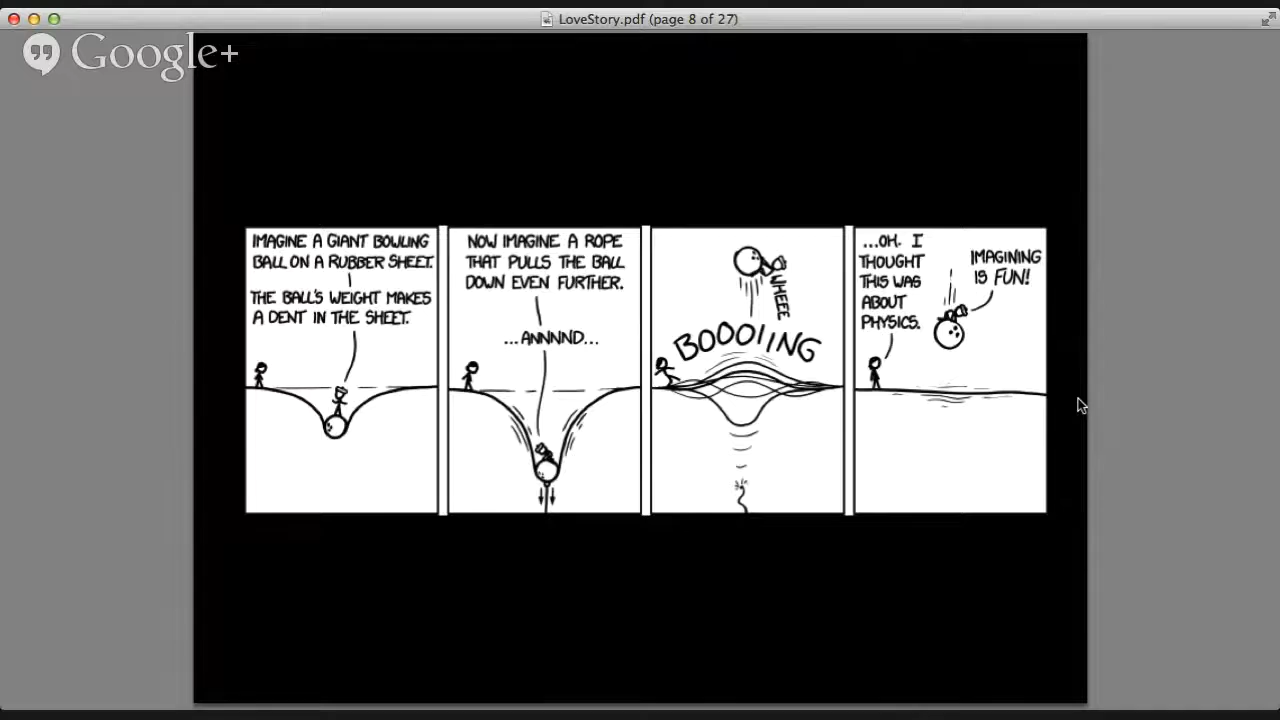 LoveStory.pdf (page 8 of 27)
Google+
IMAGINE A GIANT BOWLING
BALL ON A RUBBER SHEET.
THE BALL'S WEIGHT MAKES
A DENT IN THE SHEET.
NOW IMAGINE A ROPE
THAT PULLS THE BALL
DOWN EVEN FURTHER.
...ANNNND...
WHEEE
BOOOIING
...OH. I
THOUGHT
THIS WAS
ABOUT
PHYSICS.
IMAGINING
IS FUN!